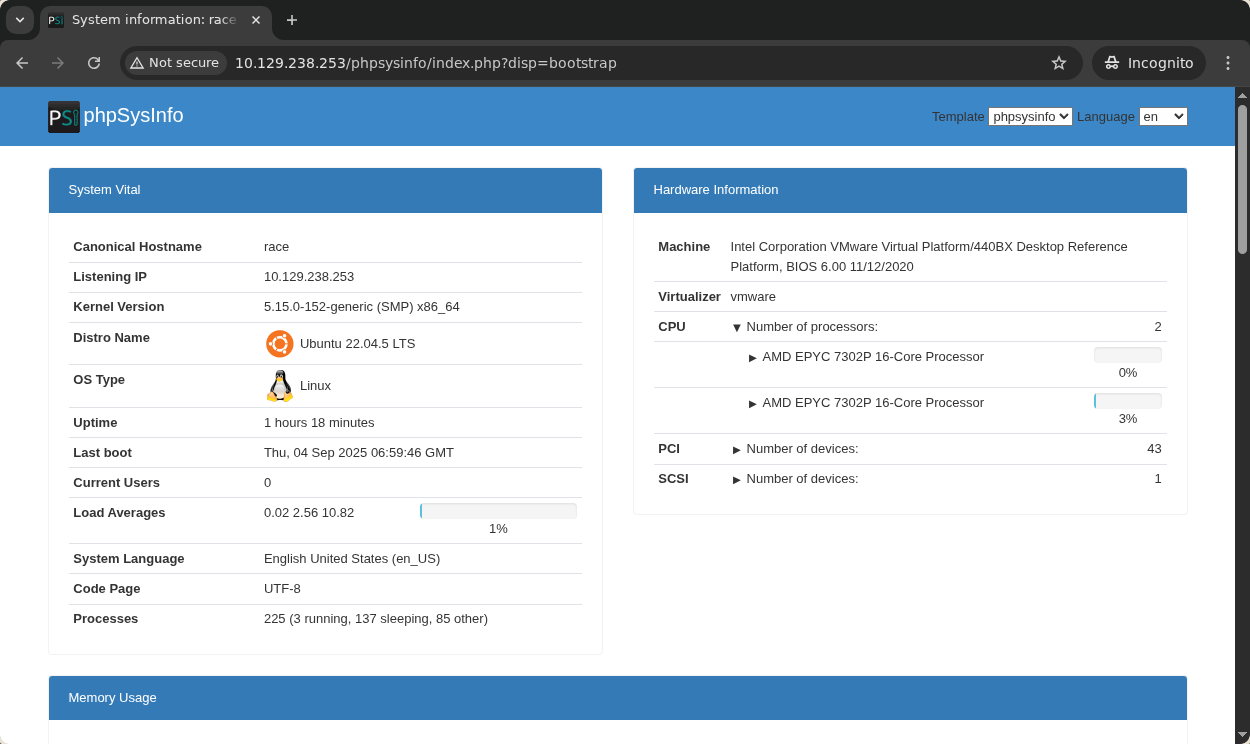 PSi System information: race
Not secure 10.129.238.253/phpsysinfo/index.php?disp=bootstrap Incognito
PSi phpSysInfo Template phpsysinfo Language en
System Vital
Canonical Hostname race
Listening IP 10.129.238.253
Kernel Version 5.15.0-152-generic (SMP) x86_64
Distro Name Ubuntu 22.04.5 LTS
OS Type Linux
Uptime 1 hours 18 minutes
Last boot Thu, 04 Sep 2025 06:59:46 GMT
Current Users 0
Load Averages 0.02 2.56 10.82
1%
System Language English United States (en_US)
Code Page UTF-8
Processes 225 (3 running, 137 sleeping, 85 other)
Hardware Information
Machine Intel Corporation VMware Virtual Platform/440BX Desktop Reference
Platform, BIOS 6.00 11/12/2020
Virtualizer vmware
CPU Number of processors: 2
AMD EPYC 7302P 16-Core Processor
0%
AMD EPYC 7302P 16-Core Processor
3%
PCI Number of devices: 43
SCSI Number of devices: 1
Memory Usage